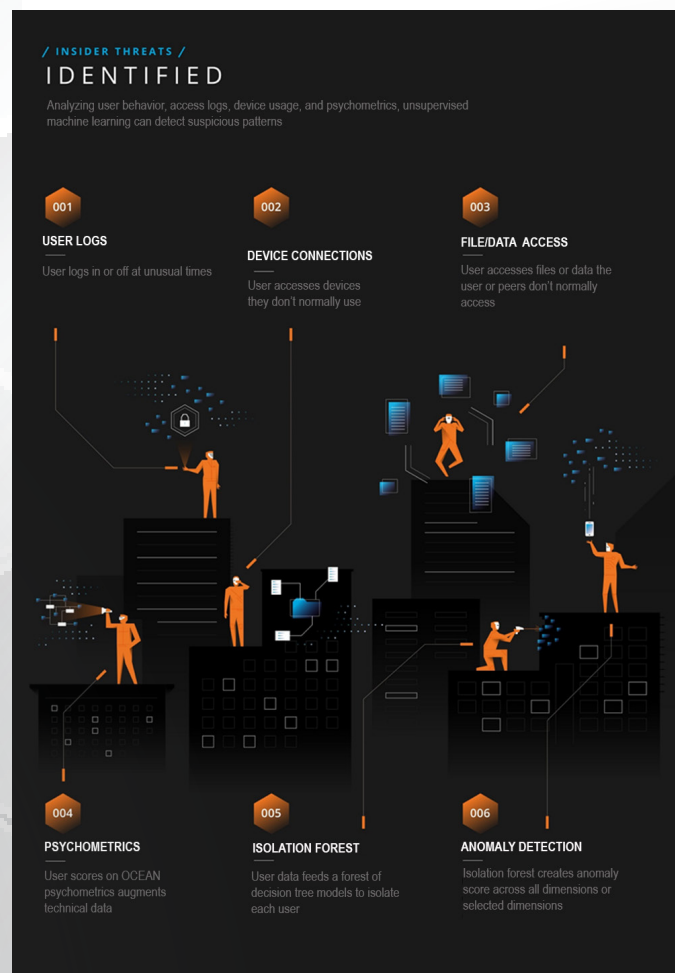 / INSIDER THREATS /
IDENTIFIED
Analyzing user behavior, access logs, device usage, and psychometrics, unsupervised
machine learning can detect suspicious patterns
001
USER LOGS
User logs in or off at unusual times
002
DEVICE CONNECTIONS
User accesses devices
they don't normally use
003
FILE/DATA ACCESS
User accesses files or data the
user or peers don't normally
access
004
PSYCHOMETRICS
User scores on OCEAN
psychometrics augments
technical data
005
ISOLATION FOREST
User data feeds a forest of
decision tree models to isolate
each user
006
ANOMALY DETECTION
Isolation forest creates anomaly
score across all dimensions or
selected dimensions